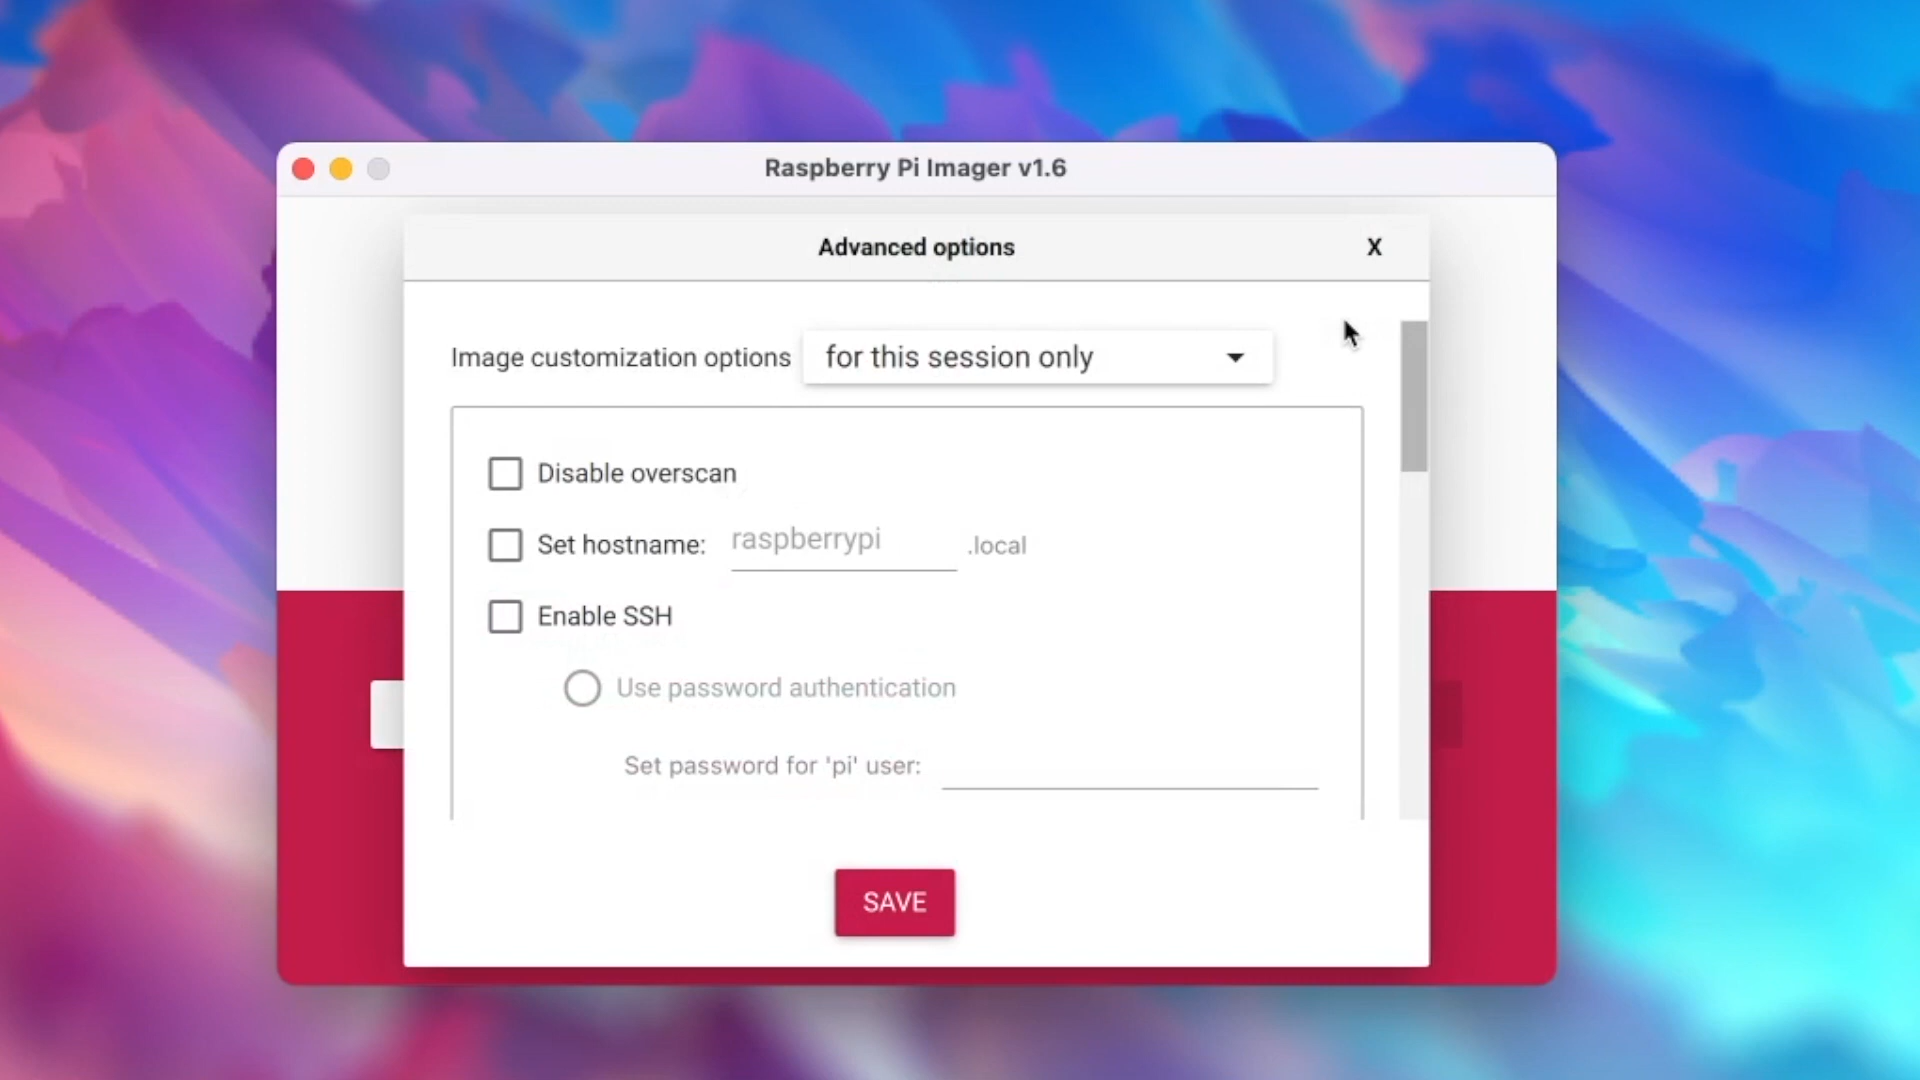 Raspberry Pi Imager v1.6
Advanced options X
Image customization options for this session only
Disable overscan
Set hostname: raspberrypi .local
Enable SSH
Use password authentication
Set password for 'pi' user:
SAVE